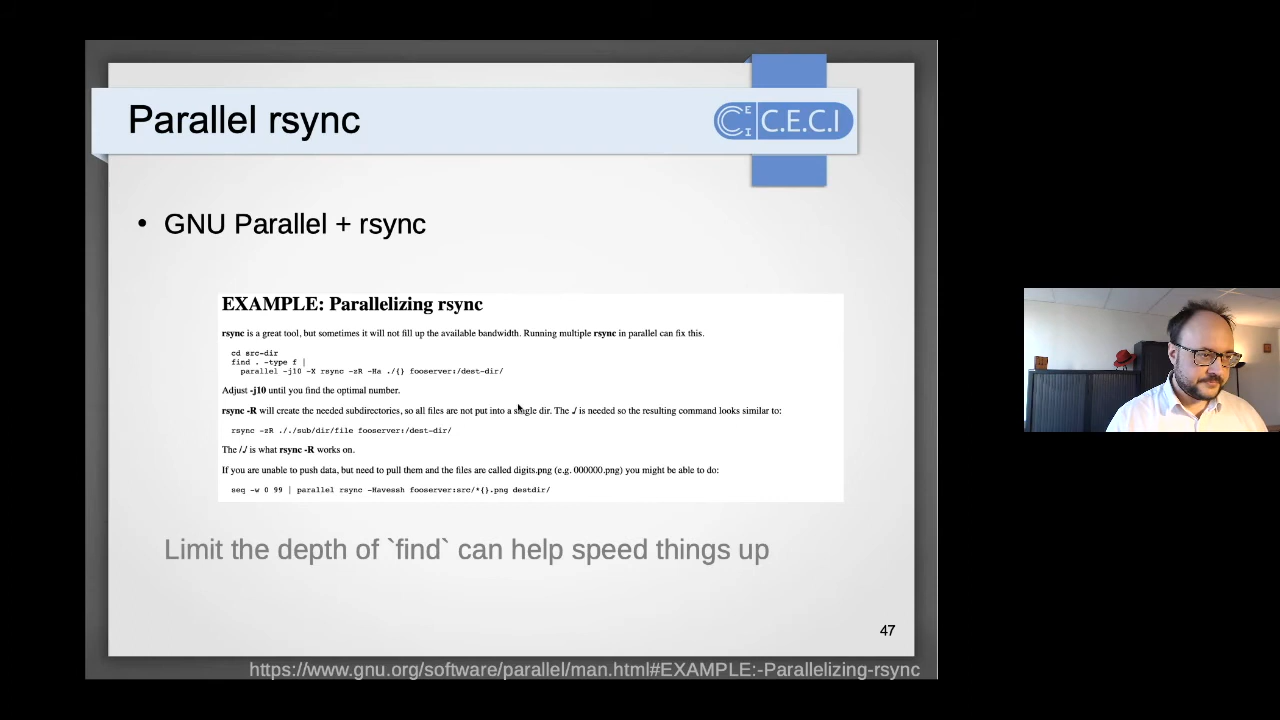 Parallel rsync
C E C I C.E.C.I
• GNU Parallel + rsync
EXAMPLE: Parallelizing rsync
rsync is a great tool, but sometimes it will not fill up the available bandwidth. Running multiple rsync in parallel can fix this.
cd src-dir
find . -type f |
parallel -j10 -X rsync -zR -Ha ./{} fooserver:/dest-dir/
Adjust -j10 until you find the optimal number.
rsync -R will create the needed subdirectories, so all files are not put into a single dir. The ./ is needed so the resulting command looks similar to:
rsync -zR ././sub/dir/file fooserver:/dest-dir/
The /./ is what rsync -R works on.
If you are unable to push data, but need to pull them and the files are called digits.png (e.g. 000000.png) you might be able to do:
seq -w 0 99 | parallel rsync -Havessh fooserver:src/*{}.png destdir/
Limit the depth of `find` can help speed things up
47
https://www.gnu.org/software/parallel/man.html#EXAMPLE:-Parallelizing-rsync